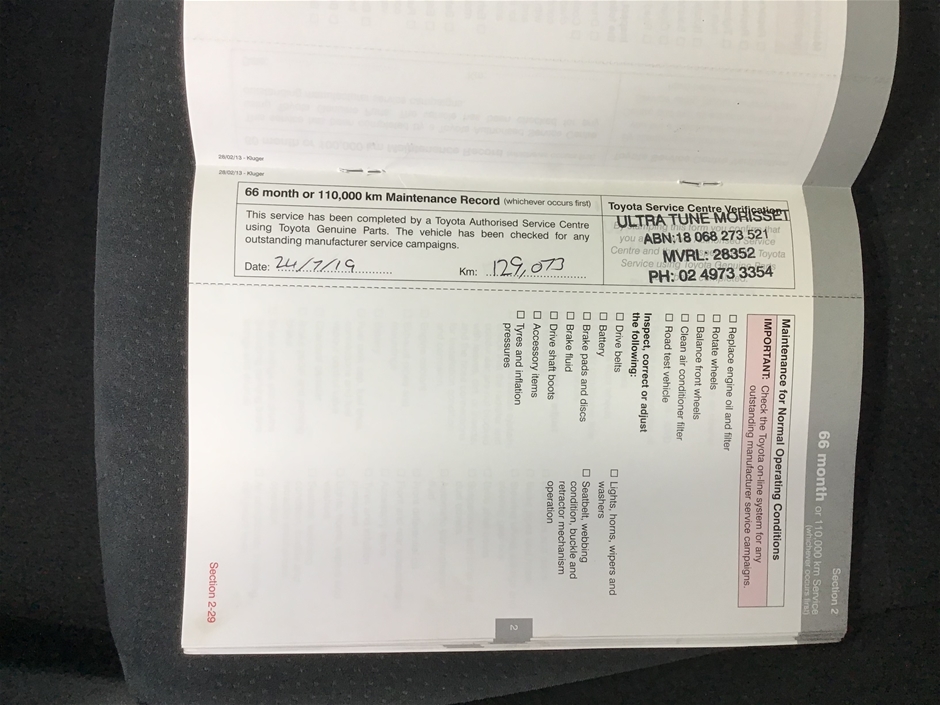 28/02/13 - Kluger
28/02/13 - Kluger
66 month or 110,000 km Maintenance Record (whichever occurs first)
This service has been completed by a Toyota Authorised Service Centre
using Toyota Genuine Parts. The vehicle has been checked for any
outstanding manufacturer service campaigns.
Date: 24/7/19
Km: 129,073
Toyota Service Centre Verification
ULTRA TUNE MORISSET
ABN:18 068 273 521
MVRL: 28352
PH: 02 4973 3354
Section 2
66 month or 110,000 km Service
(whichever occurs first)
Maintenance for Normal Operating Conditions
IMPORTANT: Check the Toyota on-line system for any
outstanding manufacturer service campaigns.
☐ Replace engine oil and filter
☐ Rotate wheels
☐ Balance front wheels
☐ Clean air conditioner filter
☐ Road test vehicle
Inspect, correct or adjust
the following:
☐ Drive belts
☐ Battery
☐ Brake pads and discs
☐ Brake fluid
☐ Drive shaft boots
☐ Accessory items
☐ Tyres and inflation
pressures
☐ Lights, horns, wipers and
washers
☐ Seatbelt, webbing
condition, buckle and
retractor mechanism
operation
2
Section 2-29